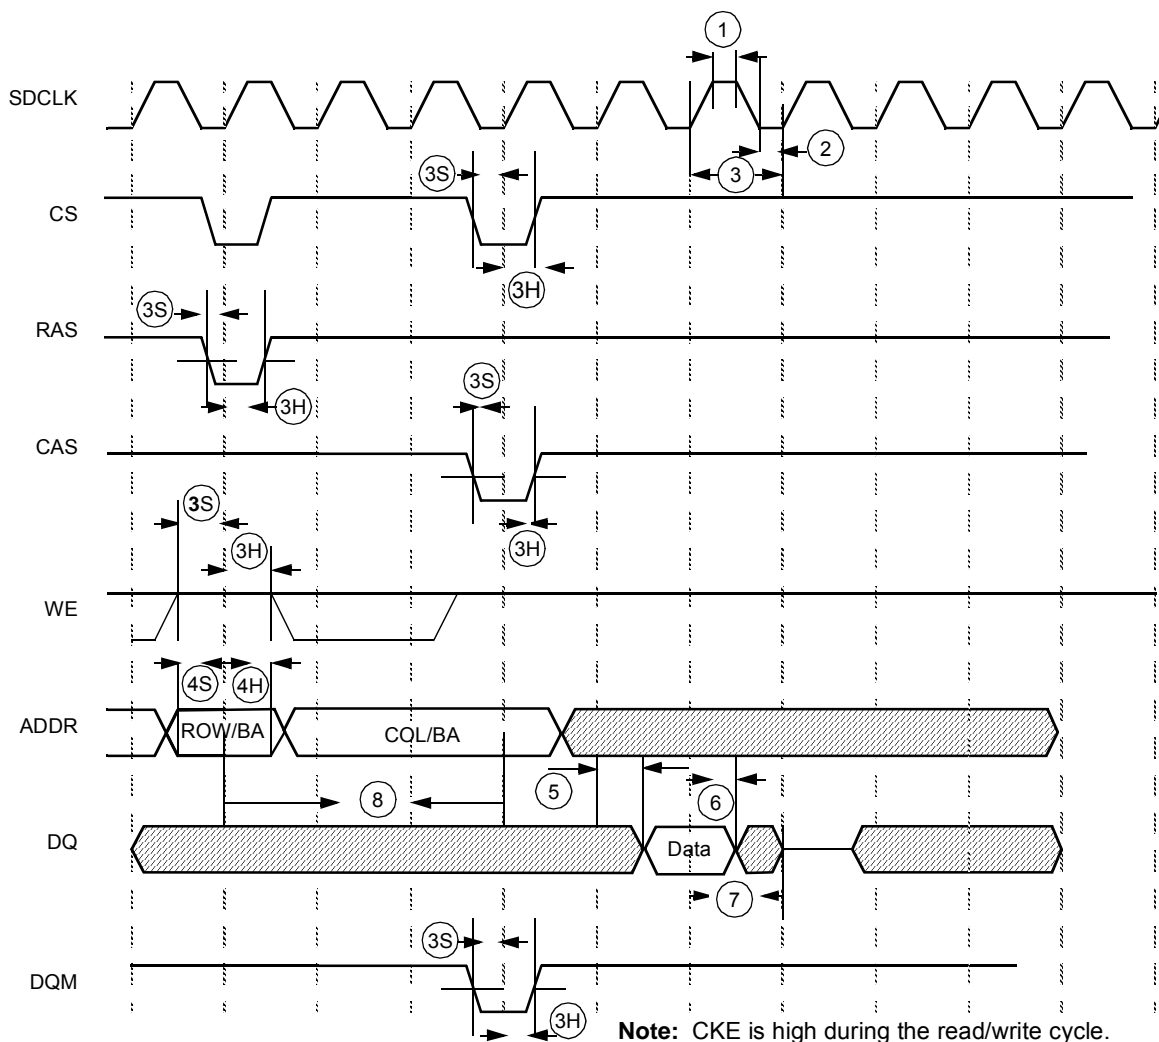 1
SDCLK
2
3S
3
CS
3H
3S
RAS
3S
3H
CAS
3S
3H
3H
WE
4S
4H
ADDR
ROW/BA
COL/BA
5
8
6
DQ
Data
7
3S
DQM
3H
Note: CKE is high during the read/write cycle.